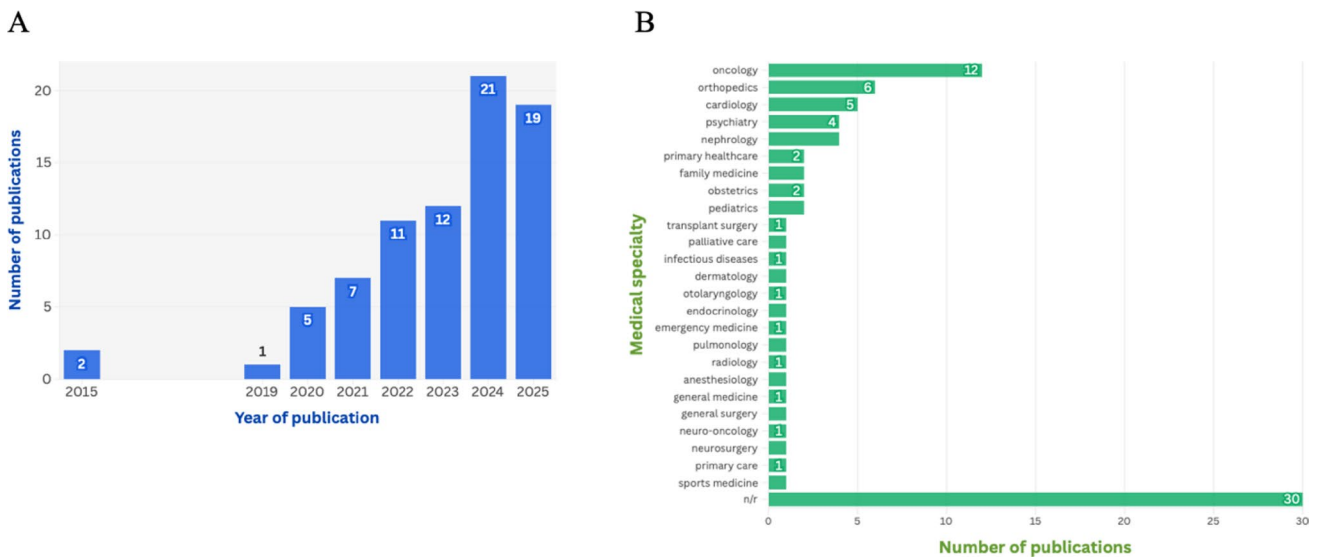 A
Number of publications
20
15
10
5
0
2
1
5
7
11
12
21
19
2015
2019
2020
2021
2022
2023
2024
2025
Year of publication
B
Medical specialty
oncology 12
orthopedics 6
cardiology 5
psychiatry 4
nephrology
primary healthcare 2
family medicine
obstetrics 2
pediatrics
transplant surgery 1
palliative care
infectious diseases 1
dermatology
otolaryngology 1
endocrinology
emergency medicine 1
pulmonology
radiology 1
anesthesiology
general medicine 1
general surgery
neuro-oncology 1
neurosurgery
primary care 1
sports medicine
n/r 30
0 5 10 15 20 25 30
Number of publications